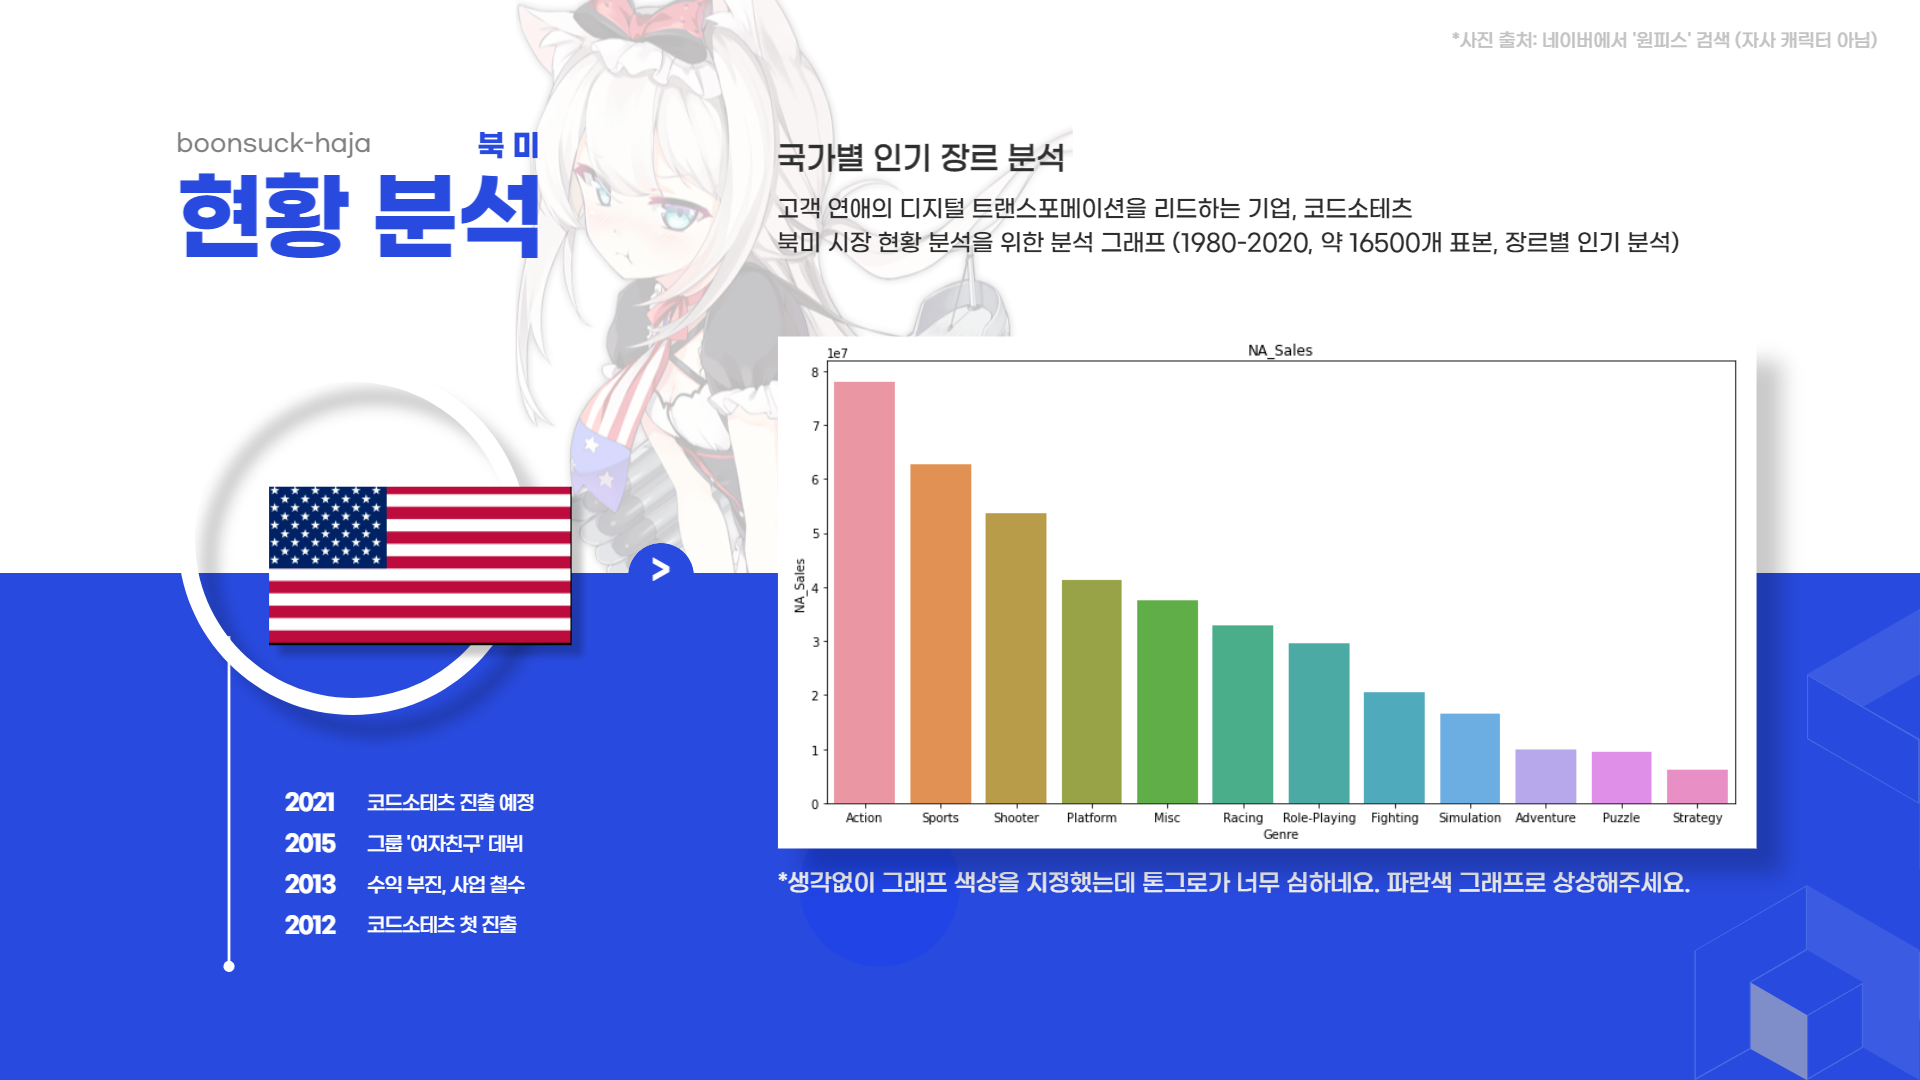 *사진 출처: 네이버에서 '원피스' 검색 (자사 캐릭터 아님)
boonsuck-haja
북 미
현황 분석
국가별 인기 장르 분석
고객 연애의 디지털 트랜스포메이션을 리드하는 기업, 코드소테츠
북미 시장 현황 분석을 위한 분석 그래프 (1980-2020, 약 16500개 표본, 장르별 인기 분석)
>
2021 코드소테츠 진출 예정
2015 그룹 '여자친구' 데뷔
2013 수익 부진, 사업 철수
2012 코드소테츠 첫 진출
NA_Sales
1e7
8
7
6
5
4
3
2
1
0
NA_Sales
Action Sports Shooter Platform Misc Racing Role-Playing Fighting Simulation Adventure Puzzle Strategy
Genre
*생각없이 그래프 색상을 지정했는데 톤그로가 너무 심하네요. 파란색 그래프로 상상해주세요.